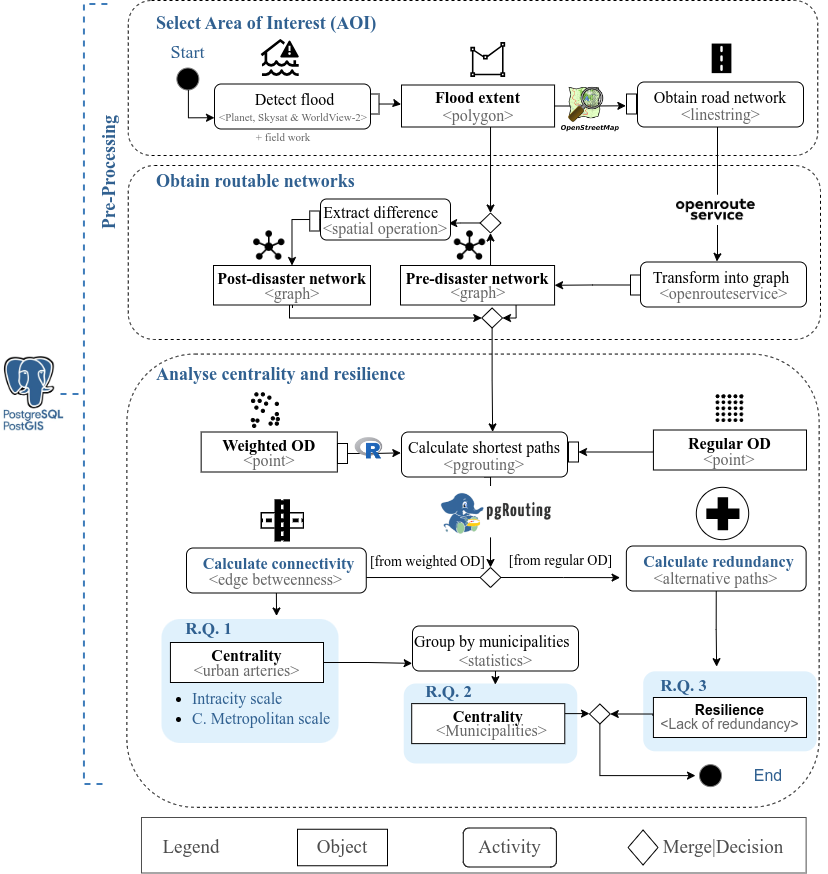 Select Area of Interest (AOI)
Start
Detect flood
<Planet, Skysat & WorldView-2>
+ field work
Flood extent
<polygon>
OpenStreetMap
Obtain road network
<linestring>
Pre-Processing
Obtain routable networks
openroute
service
Extract difference
<spatial operation>
Post-disaster network
<graph>
Pre-disaster network
<graph>
Transform into graph
<openrouteservice>
PostgreSQL
PostGIS
Analyse centrality and resilience
Weighted OD
<point>
R
Calculate shortest paths
<pgrouting>
Regular OD
<point>
pgRouting
Calculate connectivity
<edge betweenness>
[from weighted OD]
[from regular OD]
Calculate redundancy
<alternative paths>
R.Q. 1
Centrality
<urban arteries>
• Intracity scale
• C. Metropolitan scale
Group by municipalities
<statistics>
R.Q. 2
Centrality
<Municipalities>
R.Q. 3
Resilience
<Lack of redundancy>
End
Legend
Object
Activity
Merge|Decision